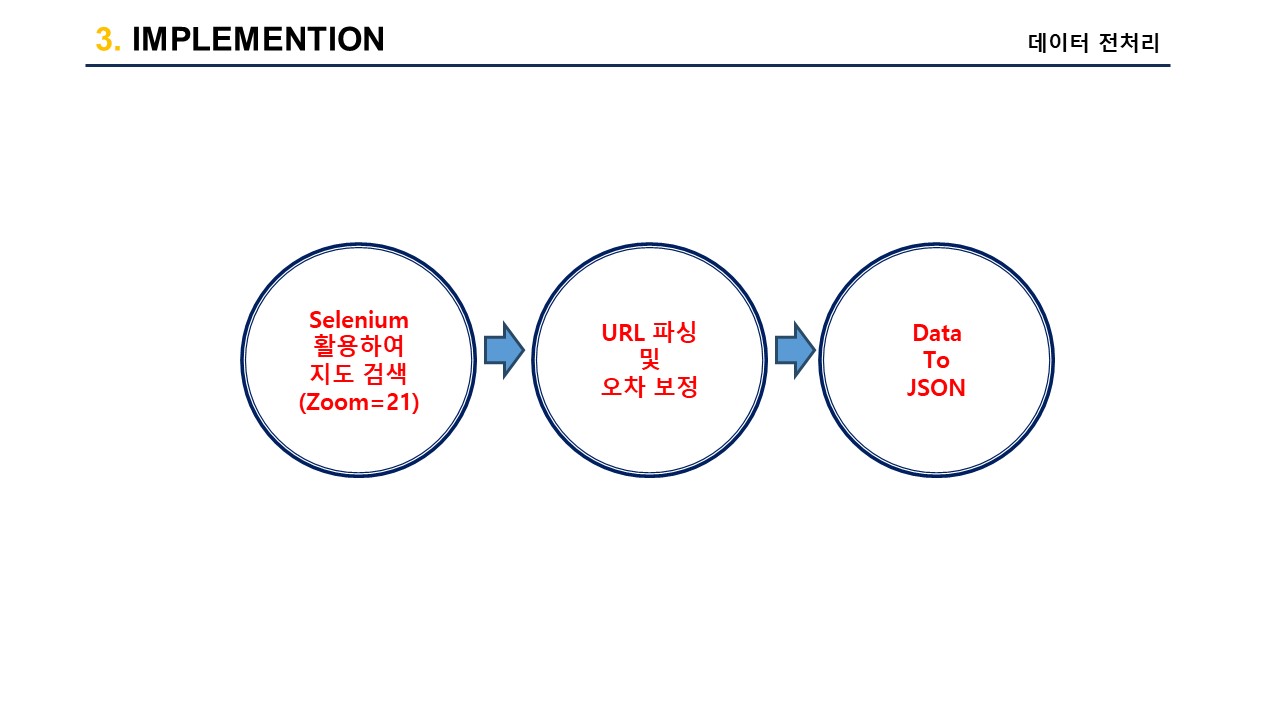 3. IMPLEMENTION
데이터 전처리
Selenium
활용하여
지도 검색
(Zoom=21)
URL 파싱
및
오차 보정
Data
To
JSON